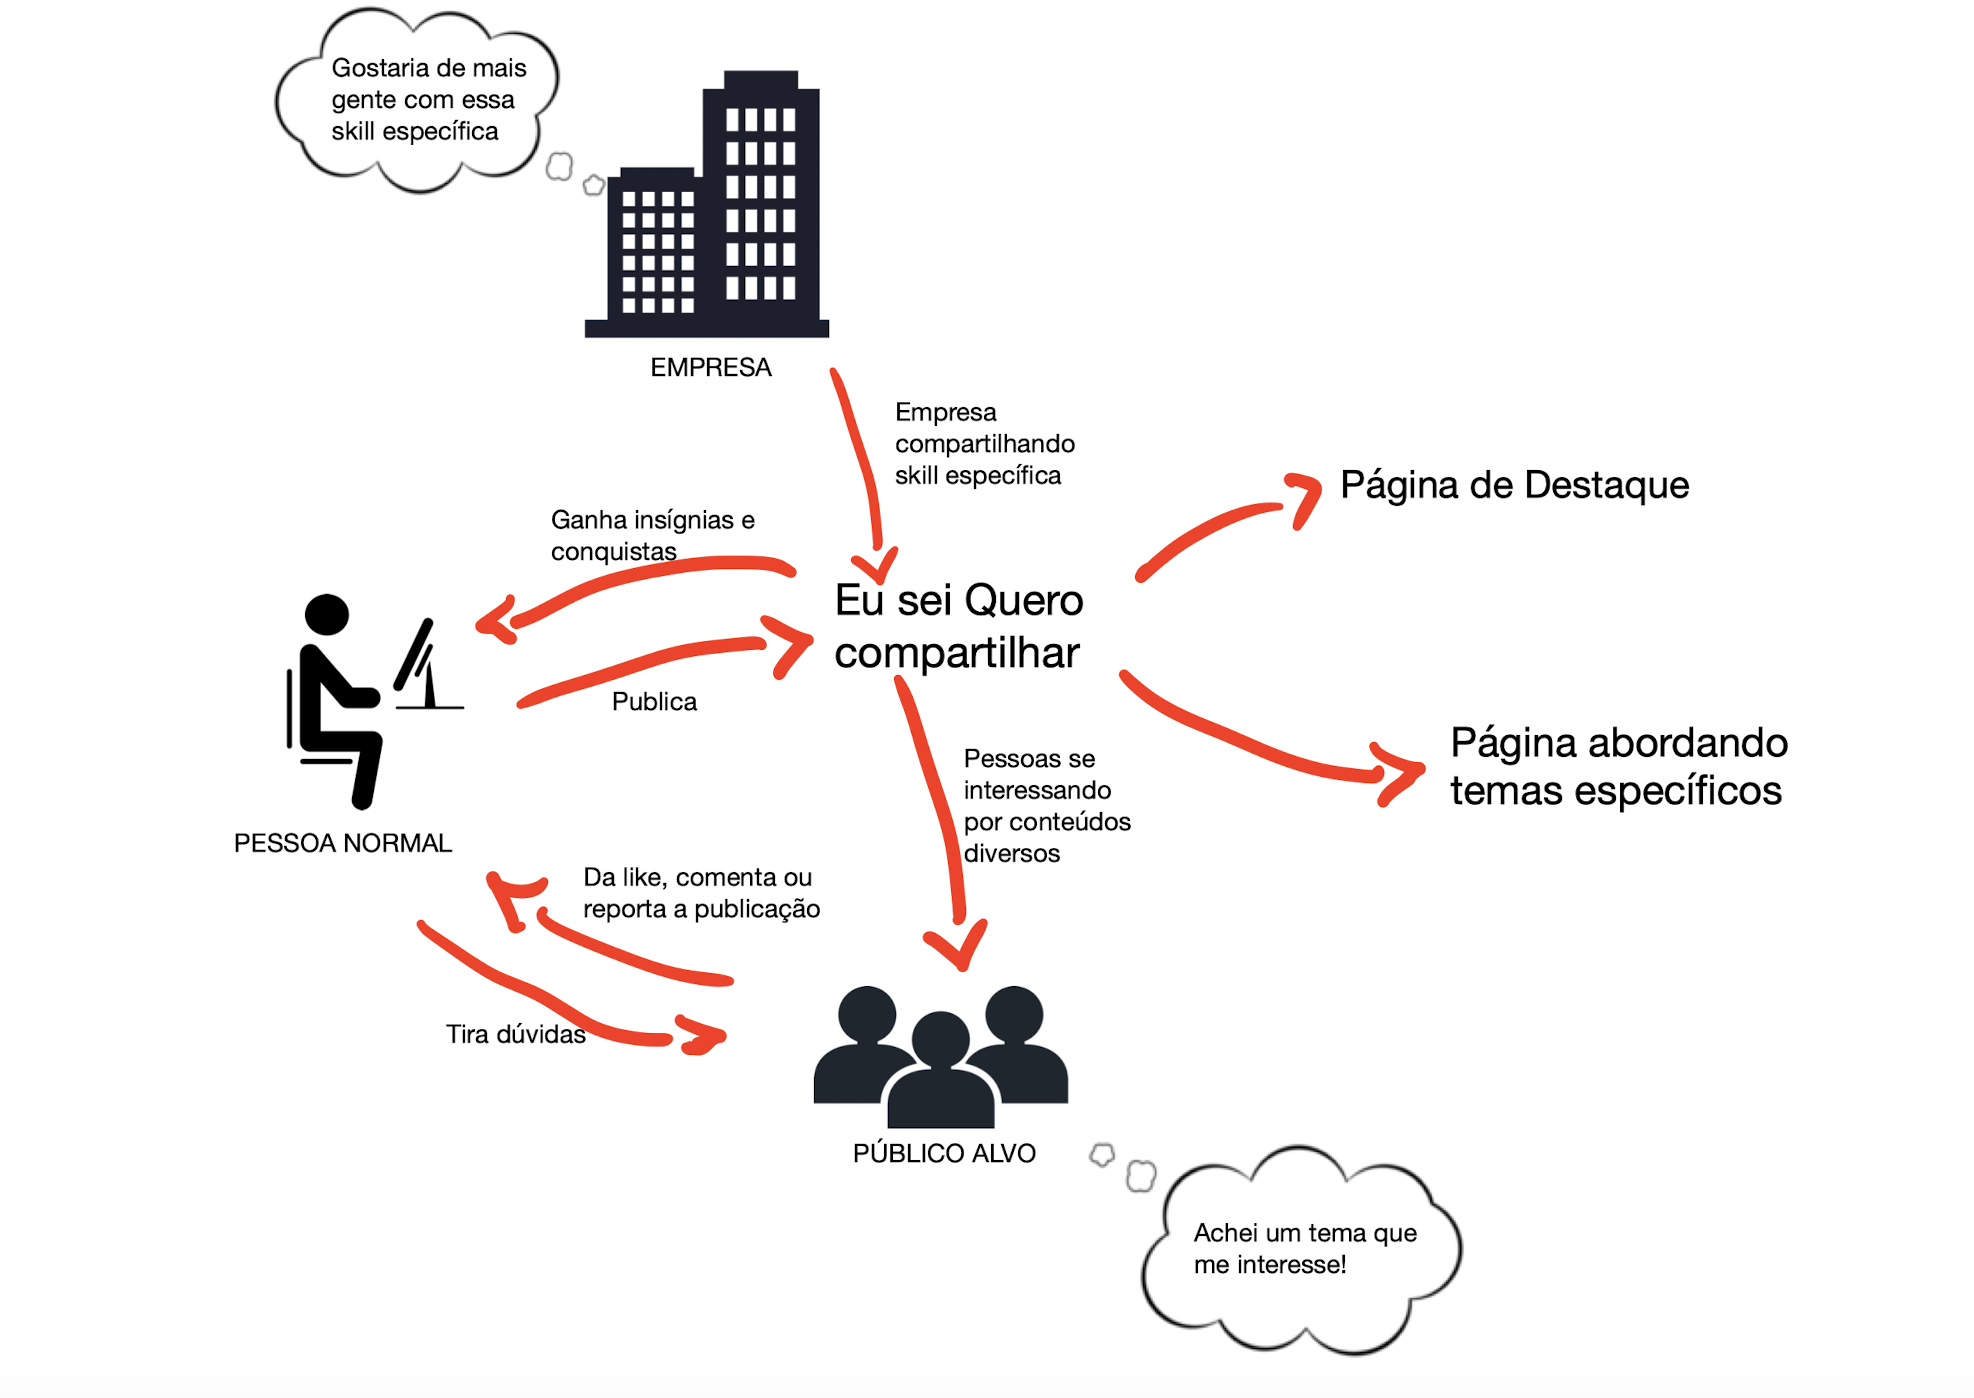 Gostaria de mais
gente com essa
skill específica
EMPRESA
Empresa
compartilhando
skill específica
Página de Destaque
Ganha insígnias e
conquistas
Eu sei Quero
compartilhar
Publica
Pessoas se
interessando
por conteúdos
diversos
Página abordando
temas específicos
PESSOA NORMAL
Da like, comenta ou
reporta a publicação
Tira dúvidas
PÚBLICO ALVO
Achei um tema que
me interesse!